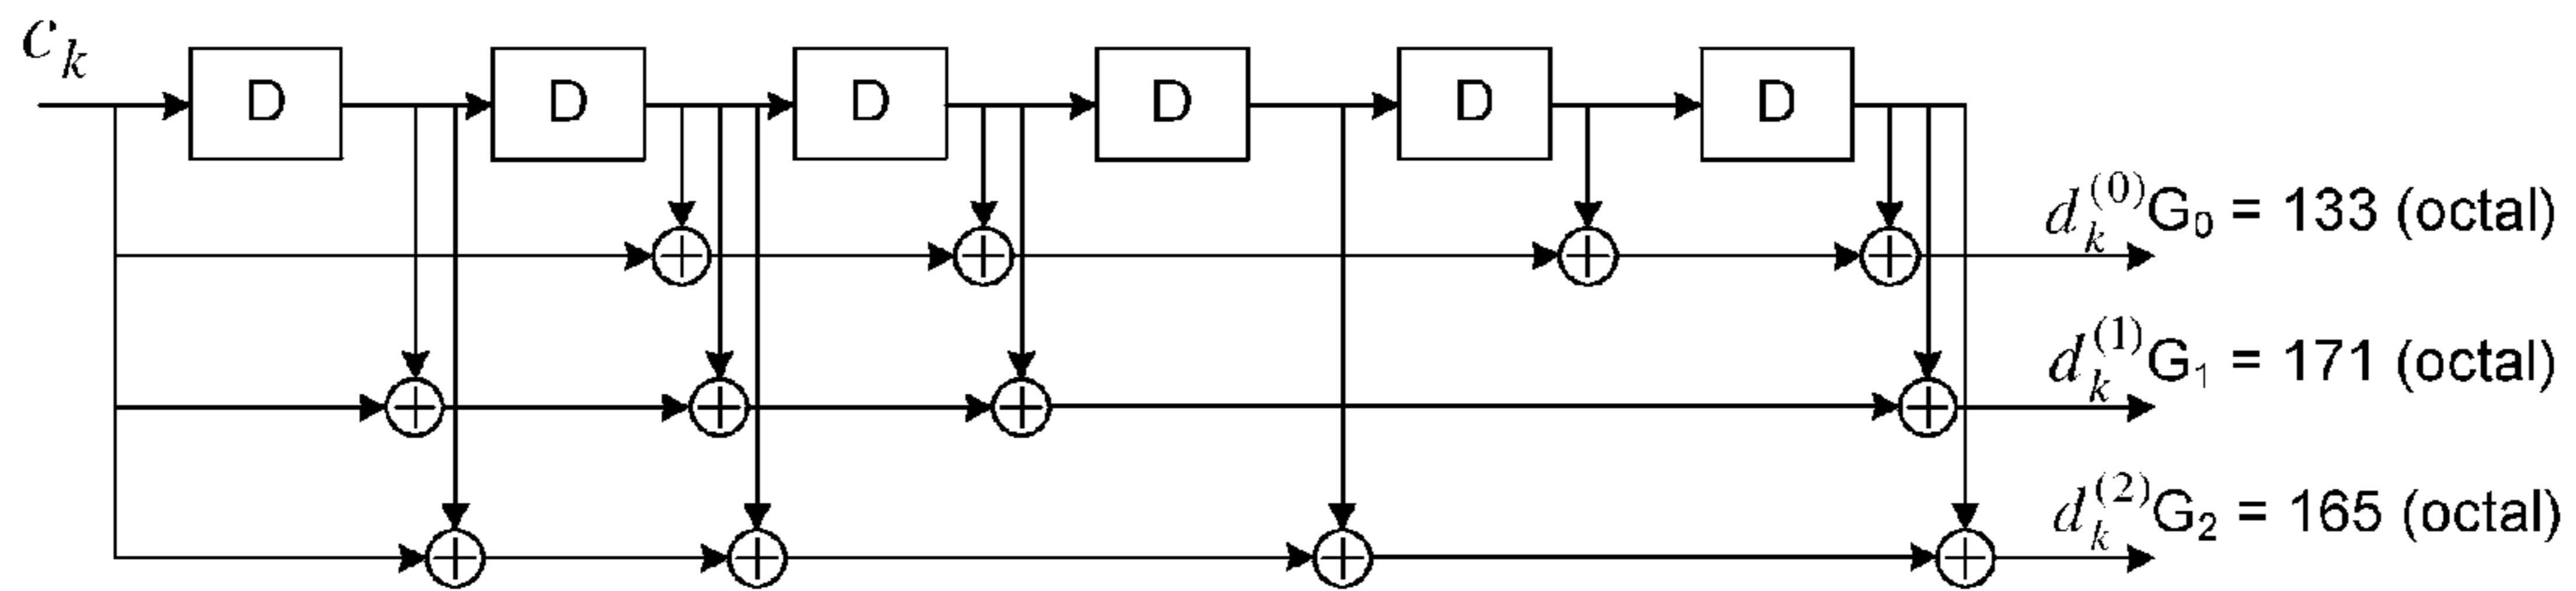 c_k
D D D D D D
d_k^(0) G₀ = 133 (octal)
d_k^(1) G₁ = 171 (octal)
d_k^(2) G₂ = 165 (octal)